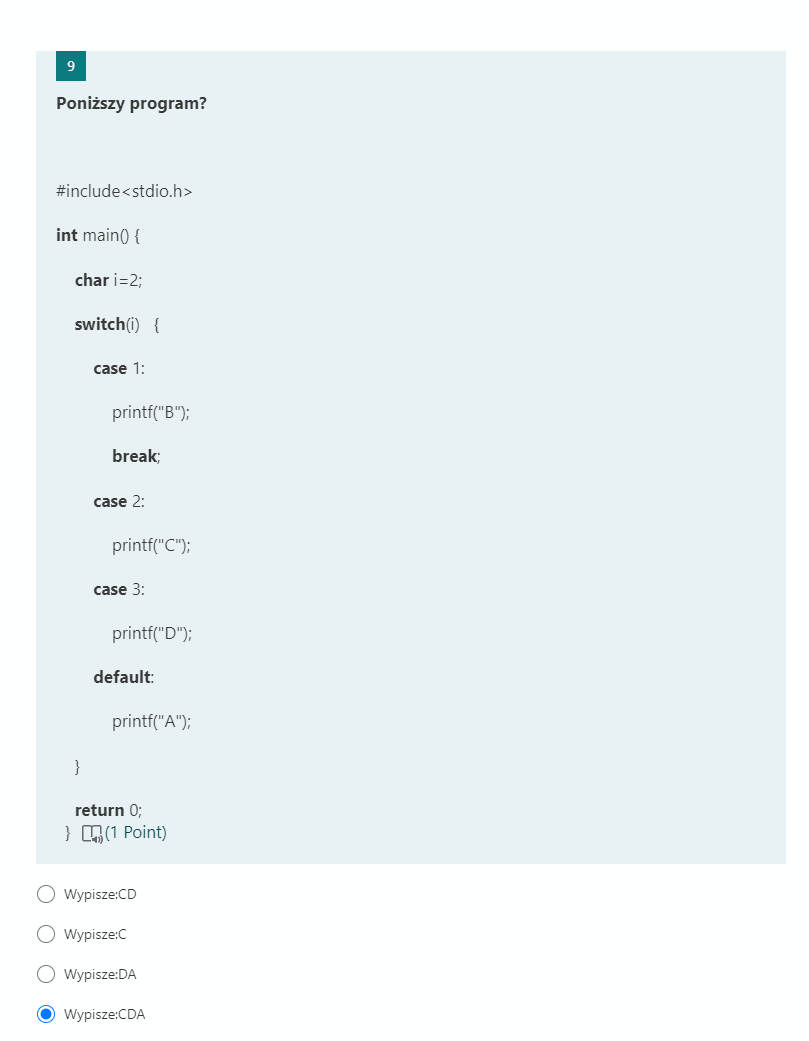 9
Poniższy program?
#include<stdio.h>
int main() {
char i=2;
switch(i) {
case 1:
printf("B");
break;
case 2:
printf("C");
case 3:
printf("D");
default:
printf("A");
}
return 0;
} (1 Point)
Wypisze:CD
Wypisze:C
Wypisze:DA
Wypisze:CDA